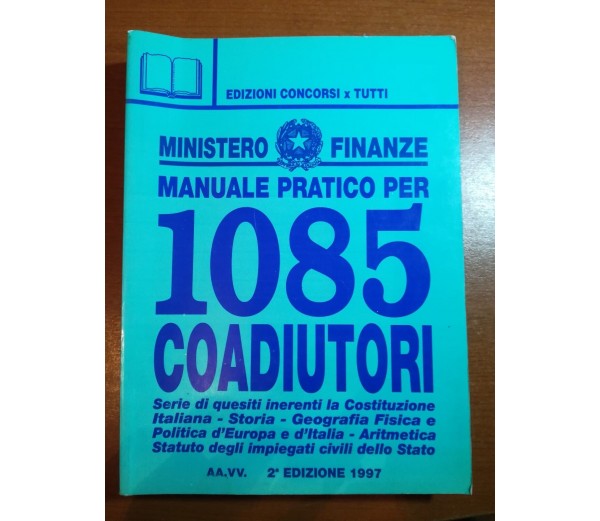 EDIZIONI CONCORSI x TUTTI
MINISTERO FINANZE
MANUALE PRATICO PER
1085
COADIUTORI
Serie di quesiti inerenti la Costituzione
Italiana - Storia - Geografia Fisica e
Politica d'Europa e d'Italia - Aritmetica
Statuto degli impiegati civili dello Stato
AA.VV. 2ª EDIZIONE 1997